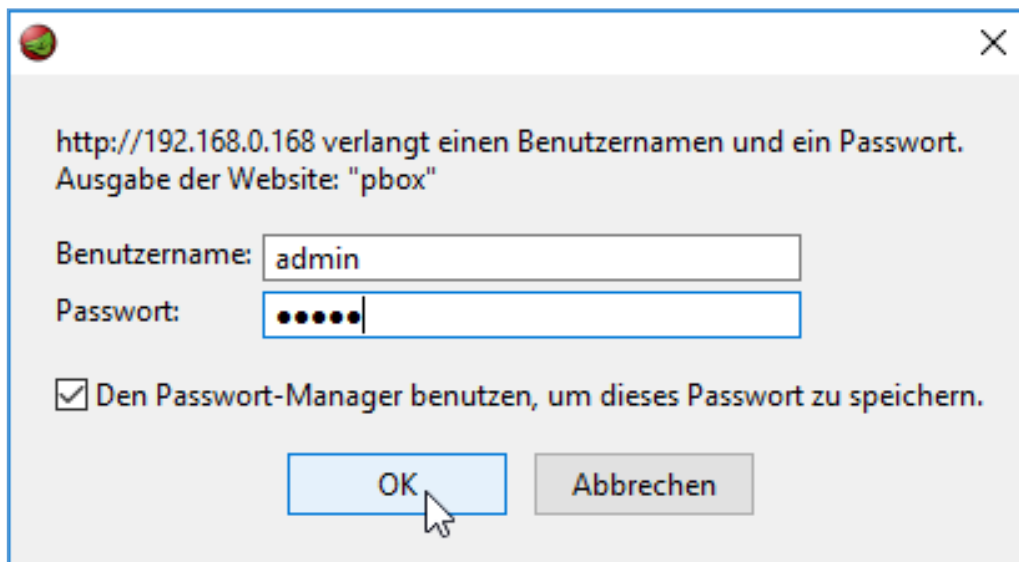 http://192.168.0.168 verlangt einen Benutzernamen und ein Passwort.
Ausgabe der Website: "pbox"
Benutzername: admin
Passwort: •••••
Den Passwort-Manager benutzen, um dieses Passwort zu speichern.
OK Abbrechen